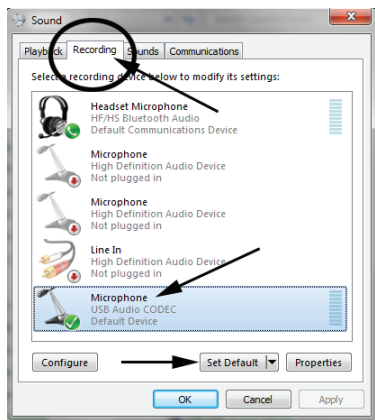 Sound
Playback Recording Sounds Communications
Select a recording device below to modify its settings:
Headset Microphone
HF/HS Bluetooth Audio
Default Communications Device
Microphone
High Definition Audio Device
Not plugged in
Microphone
High Definition Audio Device
Not plugged in
Line In
High Definition Audio Device
Not plugged in
Microphone
USB Audio CODEC
Default Device
Configure Set Default Properties
OK Cancel Apply